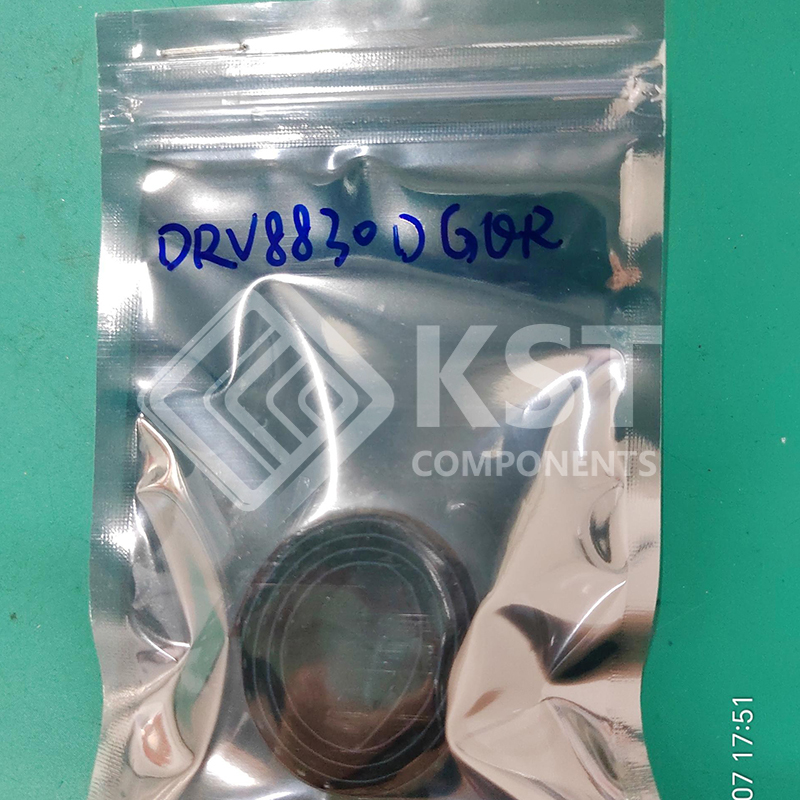 DRV8830DGQR
KST
COMPONENTS
07 17:51